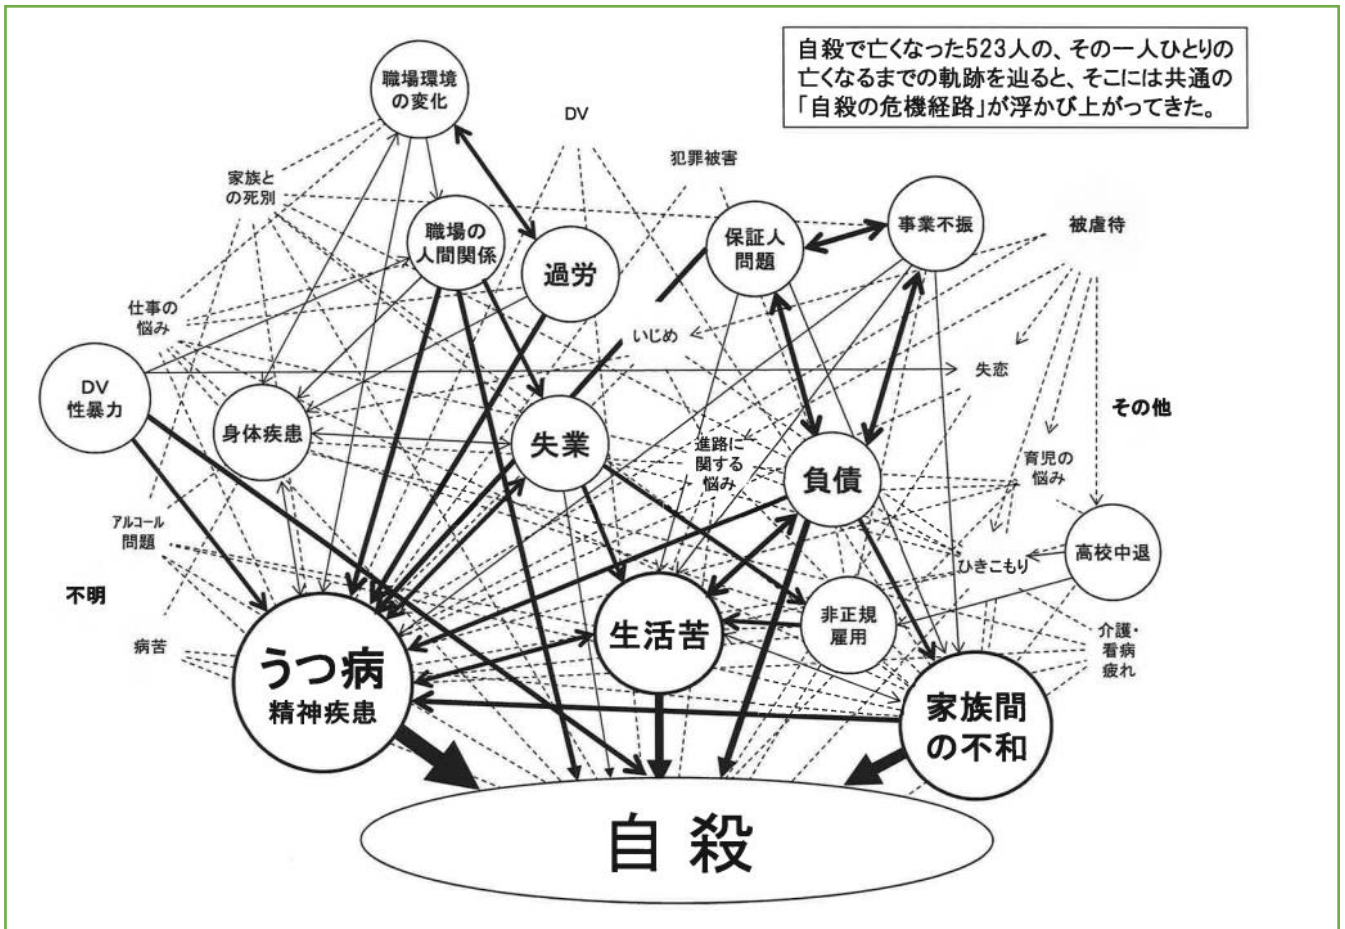 自殺で亡くなった523人の、その一人ひとりの
亡くなるまでの軌跡を辿ると、そこには共通の
「自殺の危機経路」が浮かび上がってきた。
職場環境
の変化
DV
犯罪被害
家族と
の死別
職場の
人間関係
過労
保証人
問題
事業不振
被虐待
仕事の
悩み
いじめ
失恋
DV
性暴力
その他
身体疾患
失業
進路に
関する
悩み
負債
育児の
悩み
アルコール
問題
高校中退
ひきこもり
不明
病苦
うつ病
精神疾患
生活苦
非正規
雇用
介護・
看病
疲れ
家族間
の不和
自殺